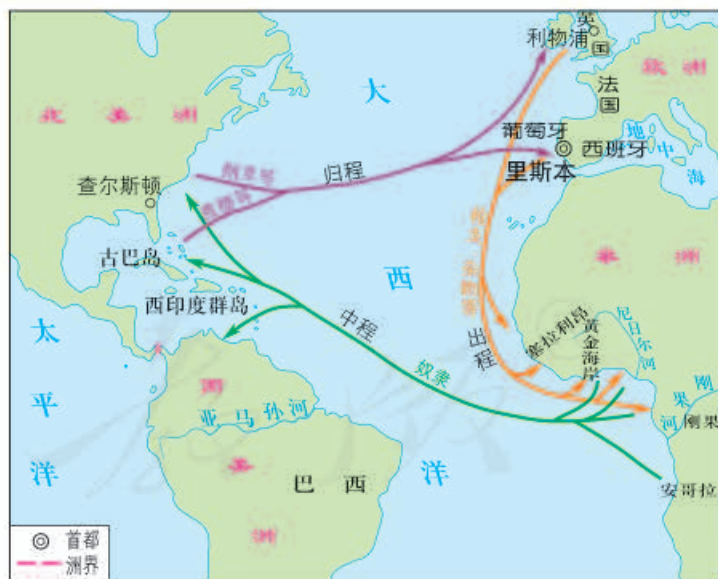 英
国
利物浦
大
欧 洲
北 美 洲
法
国
葡萄牙
西班牙
地
中
海
里斯本
烟草等
归程
查尔斯顿
古巴岛
非 洲
西
西印度群岛
太
平
洋
中程
奴隶
出程
塞拉利昂
黄金海岸
尼日尔河
刚
果
河
刚果
南
美
洲
亚马孙河
巴 西
洋
安哥拉
首都
洲界